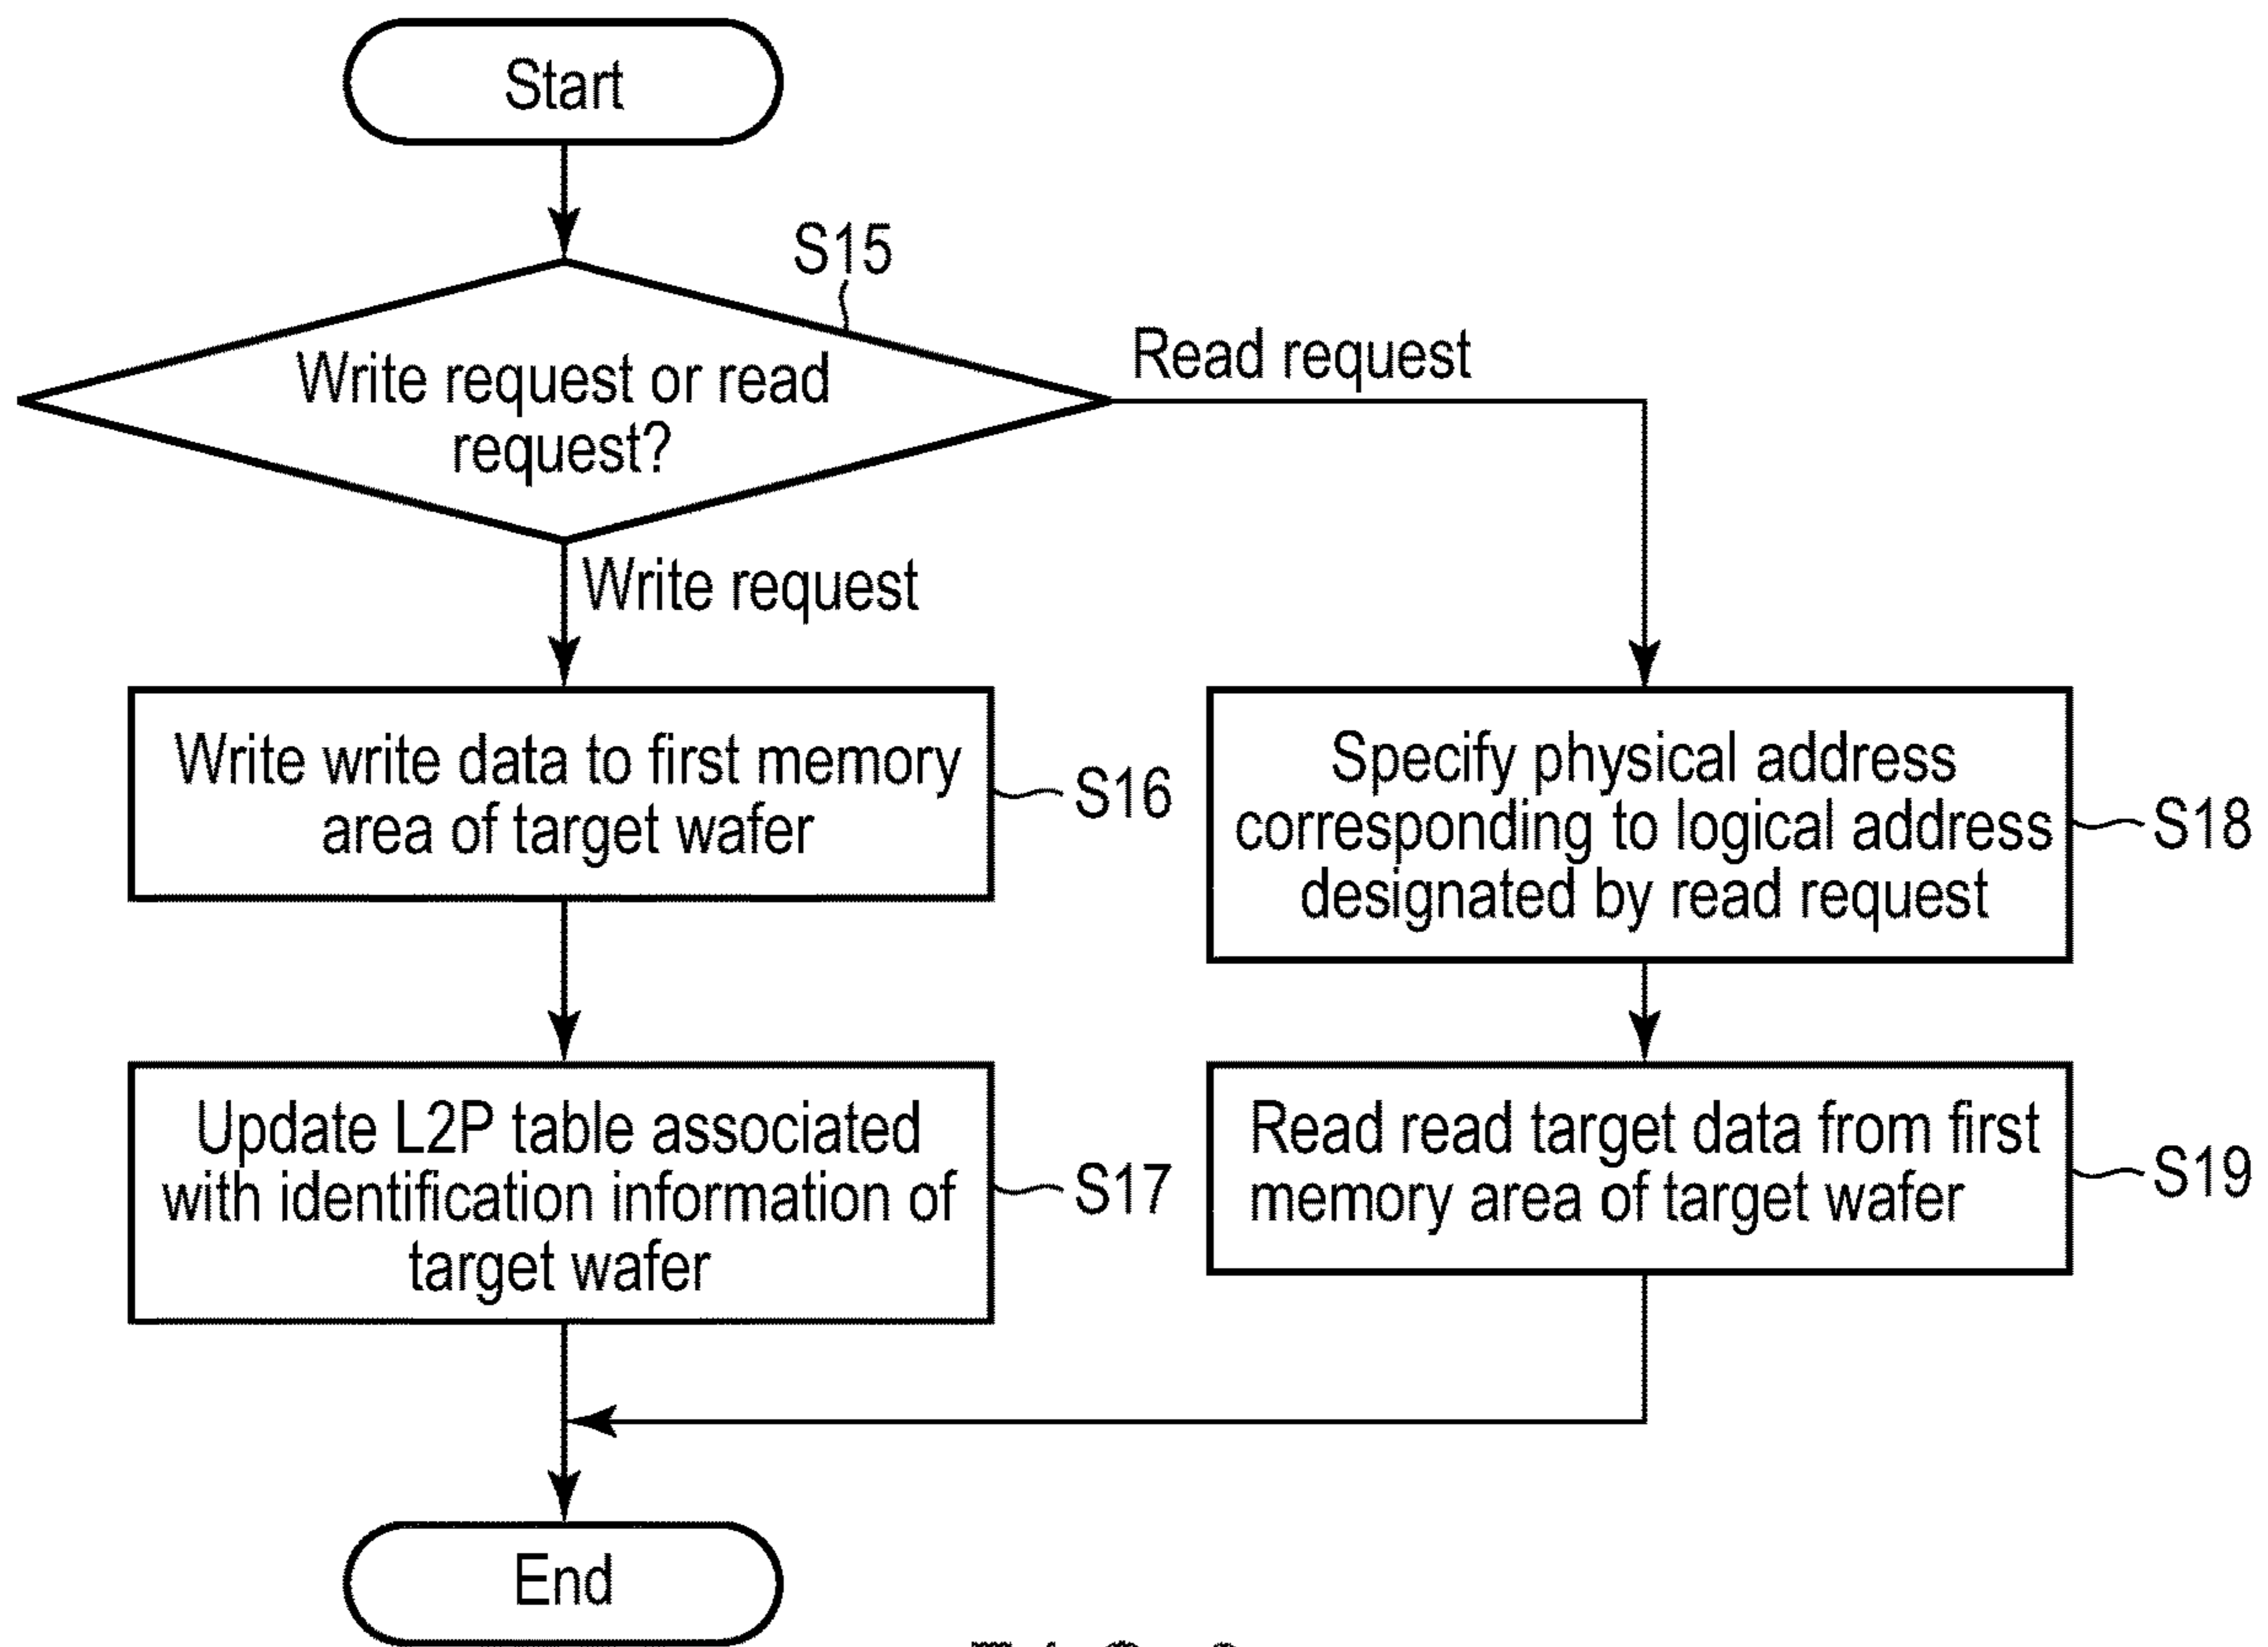 Start
S15
Write request or read
request?
Read request
Write request
Write write data to first memory
area of target wafer
S16
Specify physical address
corresponding to logical address
designated by read request
S18
Update L2P table associated
with identification information of
target wafer
S17
Read read target data from first
memory area of target wafer
S19
End